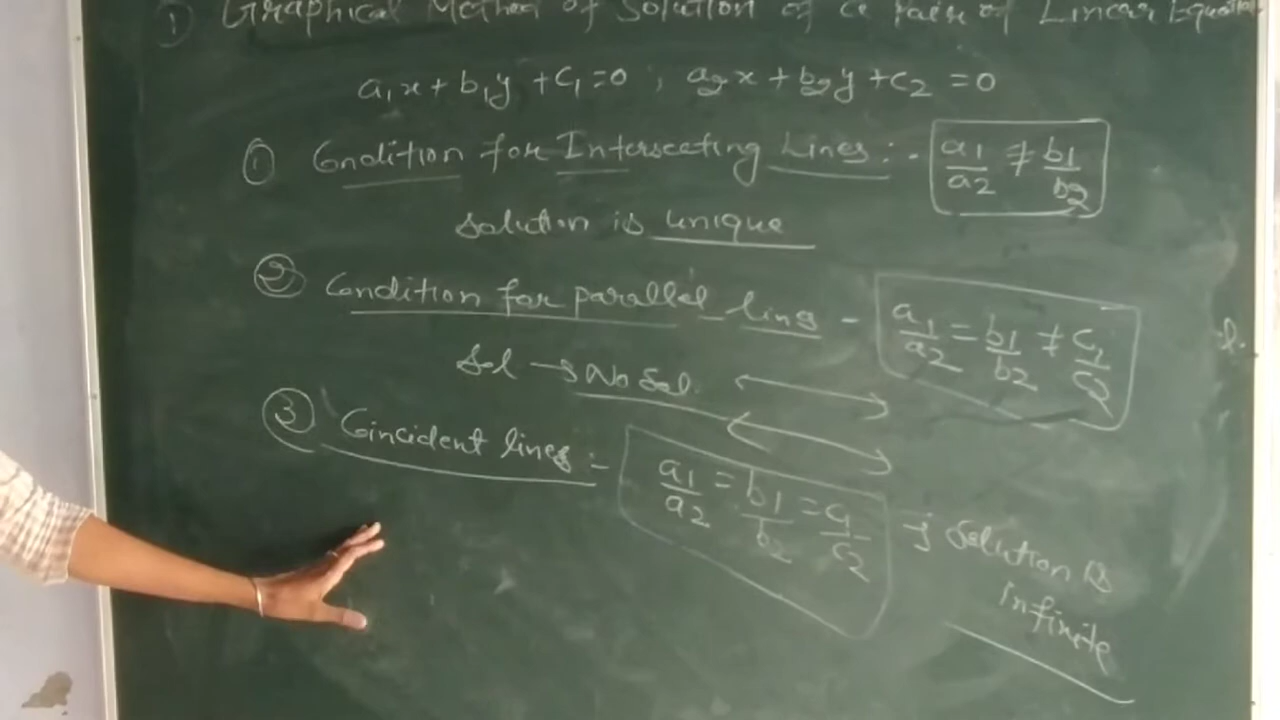 ① Graphical Method of Solution of a Pair of Linear Equation
a₁x + b₁y + c₁ = 0 ; a₂x + b₂y + c₂ = 0
① Condition for Intersecting Lines :- a₁/a₂ ≠ b₁/b₂
Solution is unique
② Condition for parallel line - a₁/a₂ = b₁/b₂ ≠ c₁/c₂
Sol → No Sol.
③ Coincident lines :- a₁/a₂ = b₁/b₂ = c₁/c₂ → Solution is
infinite